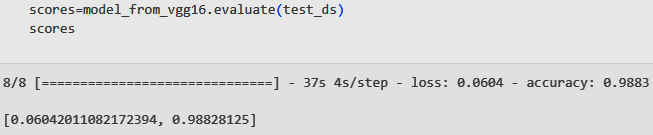 scores=model_from_vgg16.evaluate(test_ds)
scores
8/8 [==============================] - 37s 4s/step - loss: 0.0604 - accuracy: 0.9883
[0.06042011082172394, 0.98828125]